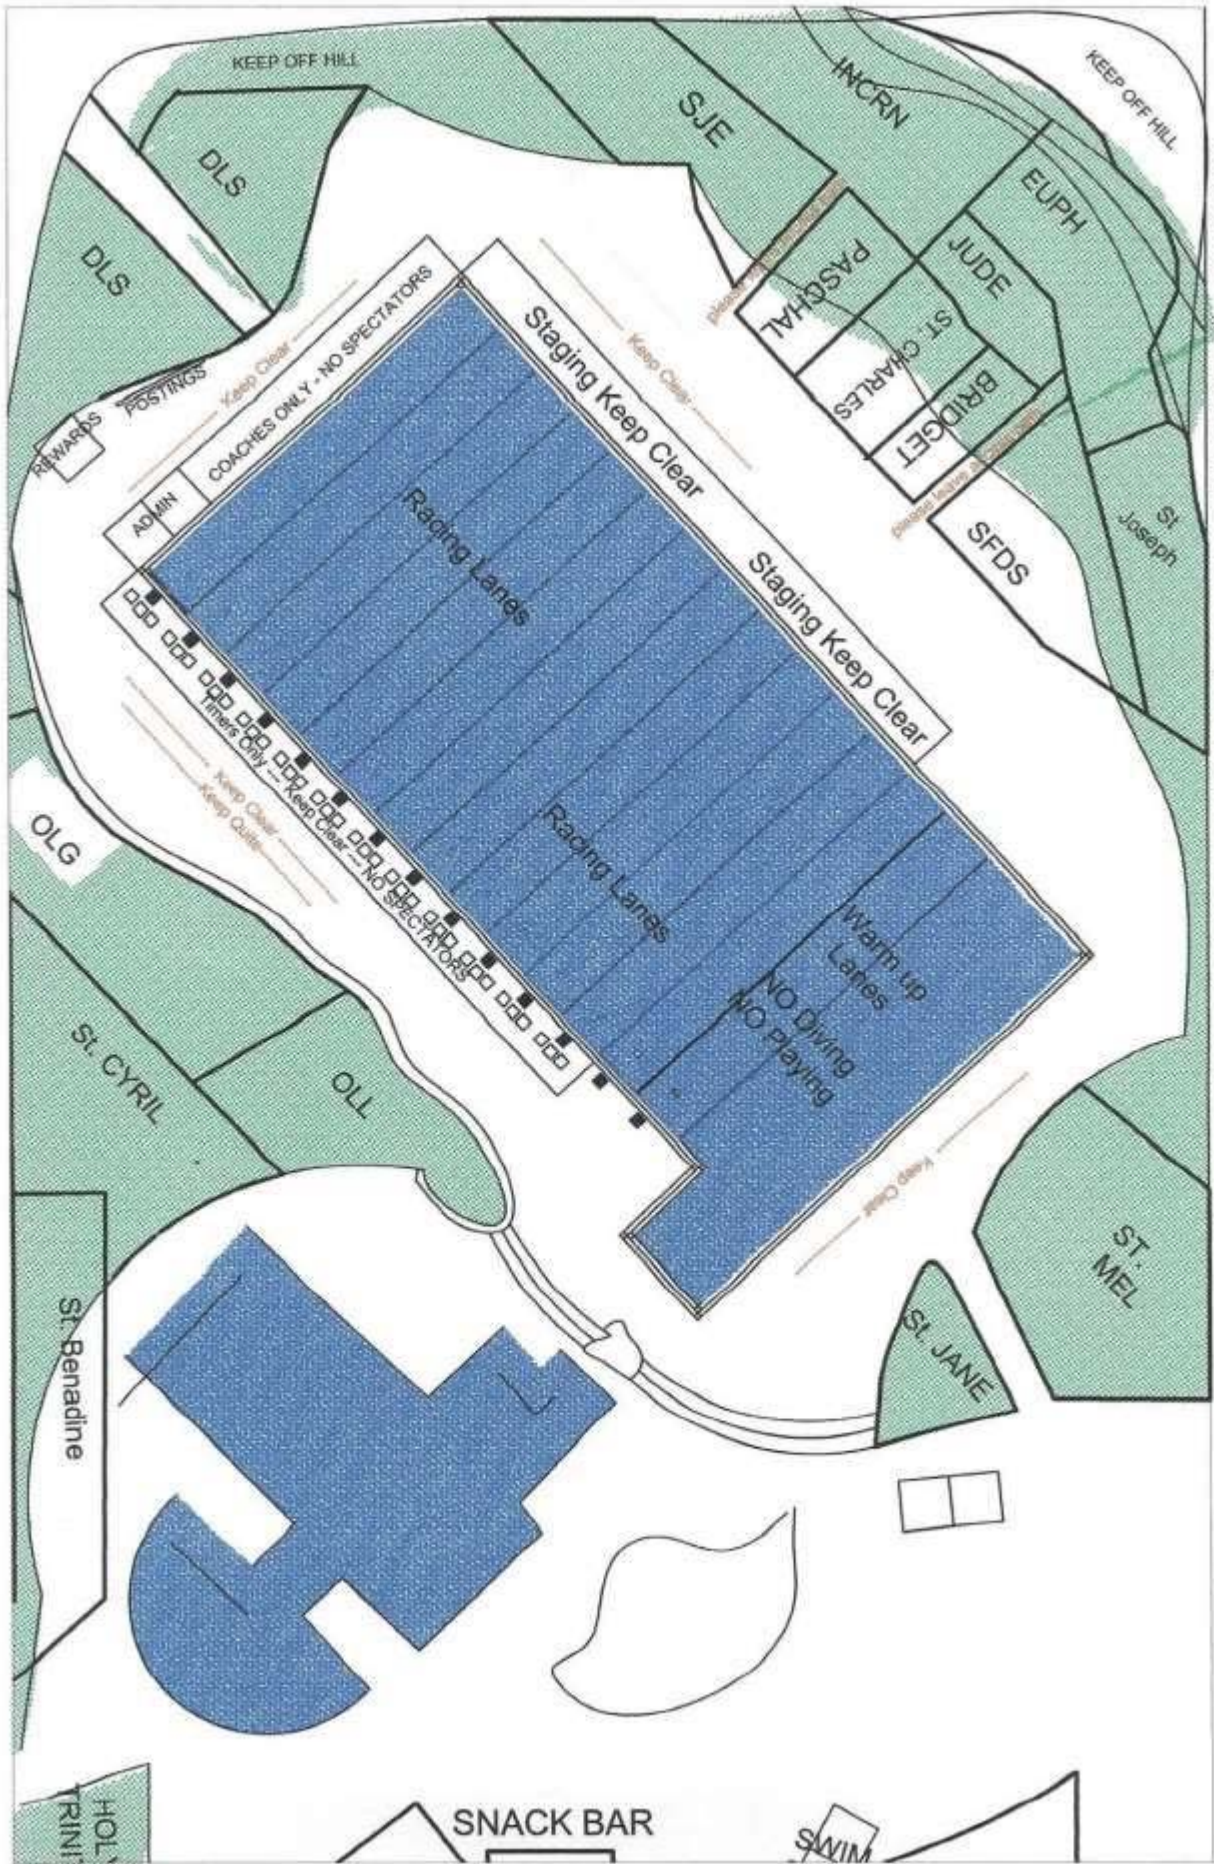 KEEP OFF HILL
KEEP OFF HILL
INCRN
SJE
DLS
EUPH
DLS
PASCHAL
JUDE
ST. CHARLES
BRIDGET
please leave a
St
Joseph
SFDS
COACHES ONLY - NO SPECTATORS
Keep Clear
POSTINGS
REWARDS
ADMIN
Staging Keep Clear
Keep Clear
Staging Keep Clear
Racing Lanes
Racing Lanes
Timers Only --- Keep Clear --- NO SPECTATORS
Keep Clear
Keep Quite
OLG
Warm up
Lanes
NO Diving
NO Playing
St. CYRIL
OLL
Keep Clear
ST.
MEL
St. JANE
St. Benadine
HOLY
TRINI
SNACK BAR
SWIM